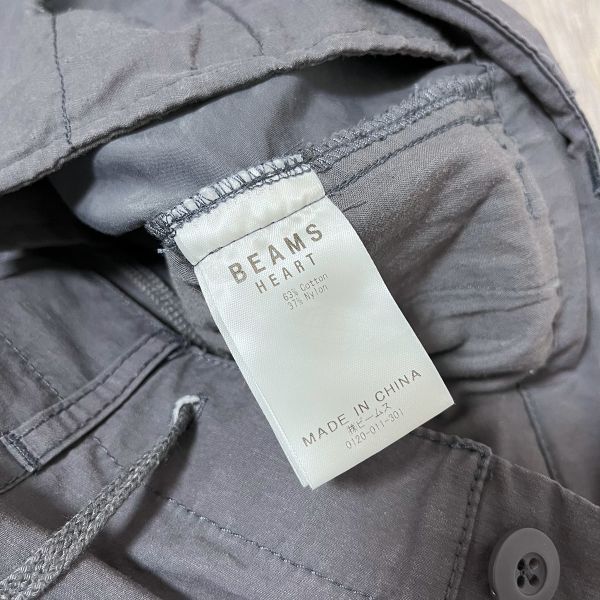 BEAMS
HEART
63% Cotton
37% Nylon
MADE IN CHINA
㈱ビームス
0120-011-301